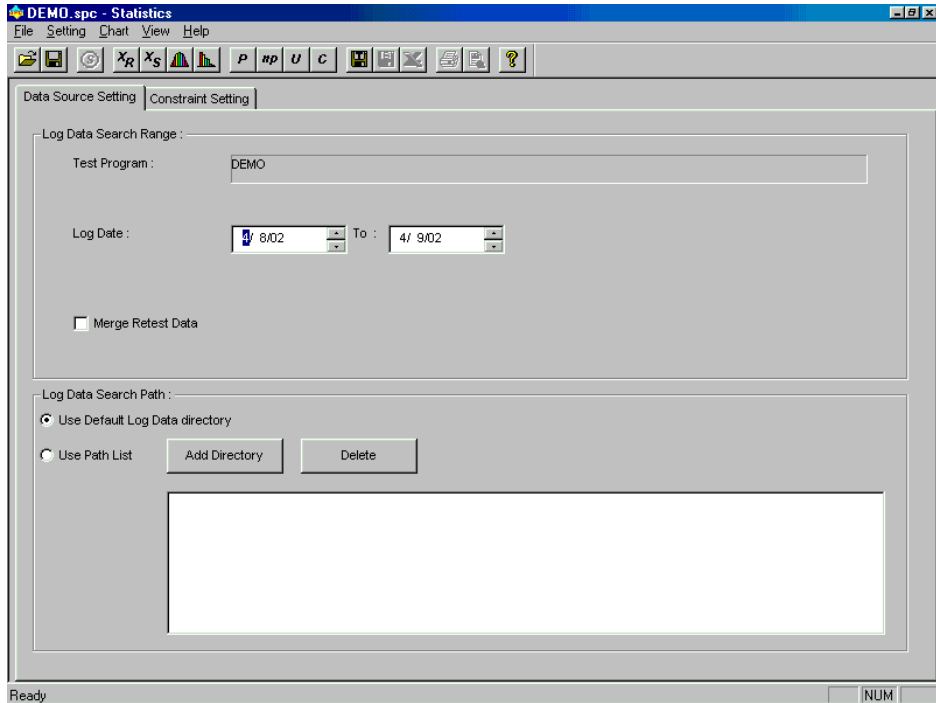 DEMO.spc - Statistics
File Setting Chart View Help
S XR XS P np U C ?
Data Source Setting Constraint Setting
Log Data Search Range :
Test Program : DEMO
Log Date : 4/ 8/02 To : 4/ 9/02
Merge Retest Data
Log Data Search Path :
Use Default Log Data directory
Use Path List Add Directory Delete
Ready NUM